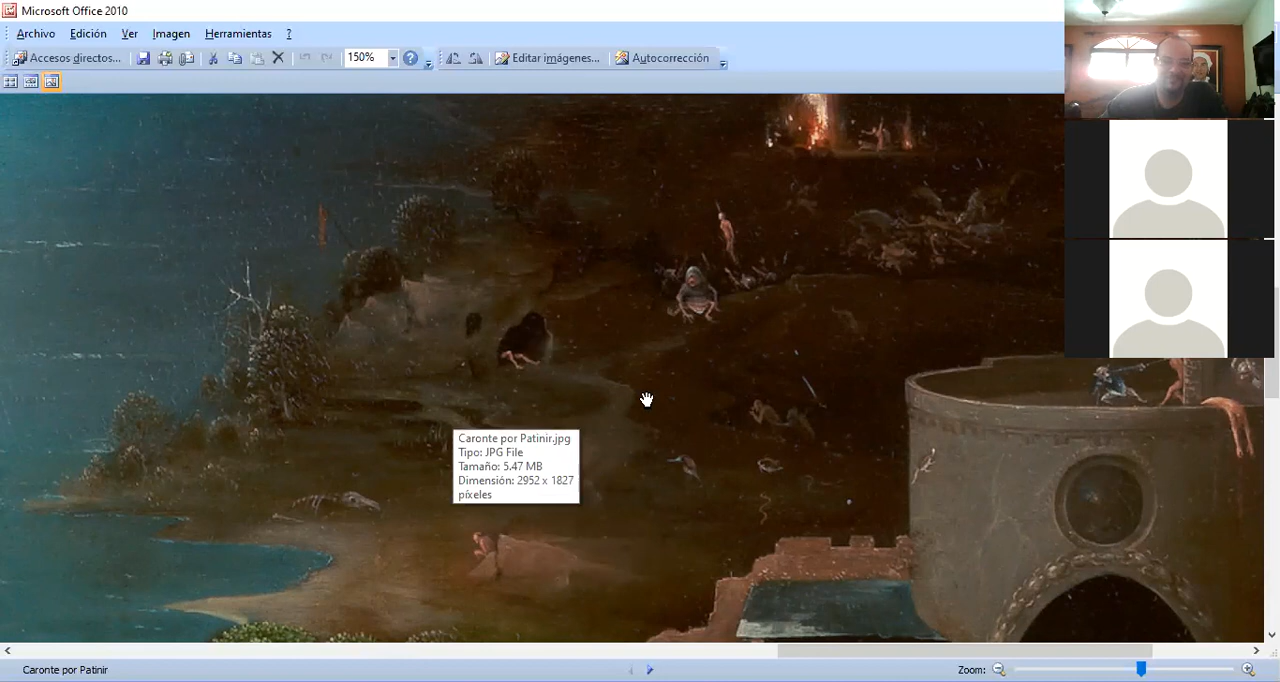 Microsoft Office 2010
Archivo Edición Ver Imagen Herramientas ?
Accesos directos... 150% Editar imágenes... Autocorrección
Caronte por Patinir.jpg
Tipo: JPG File
Tamaño: 5.47 MB
Dimensión: 2952 x 1827
píxeles
Caronte por Patinir Zoom: